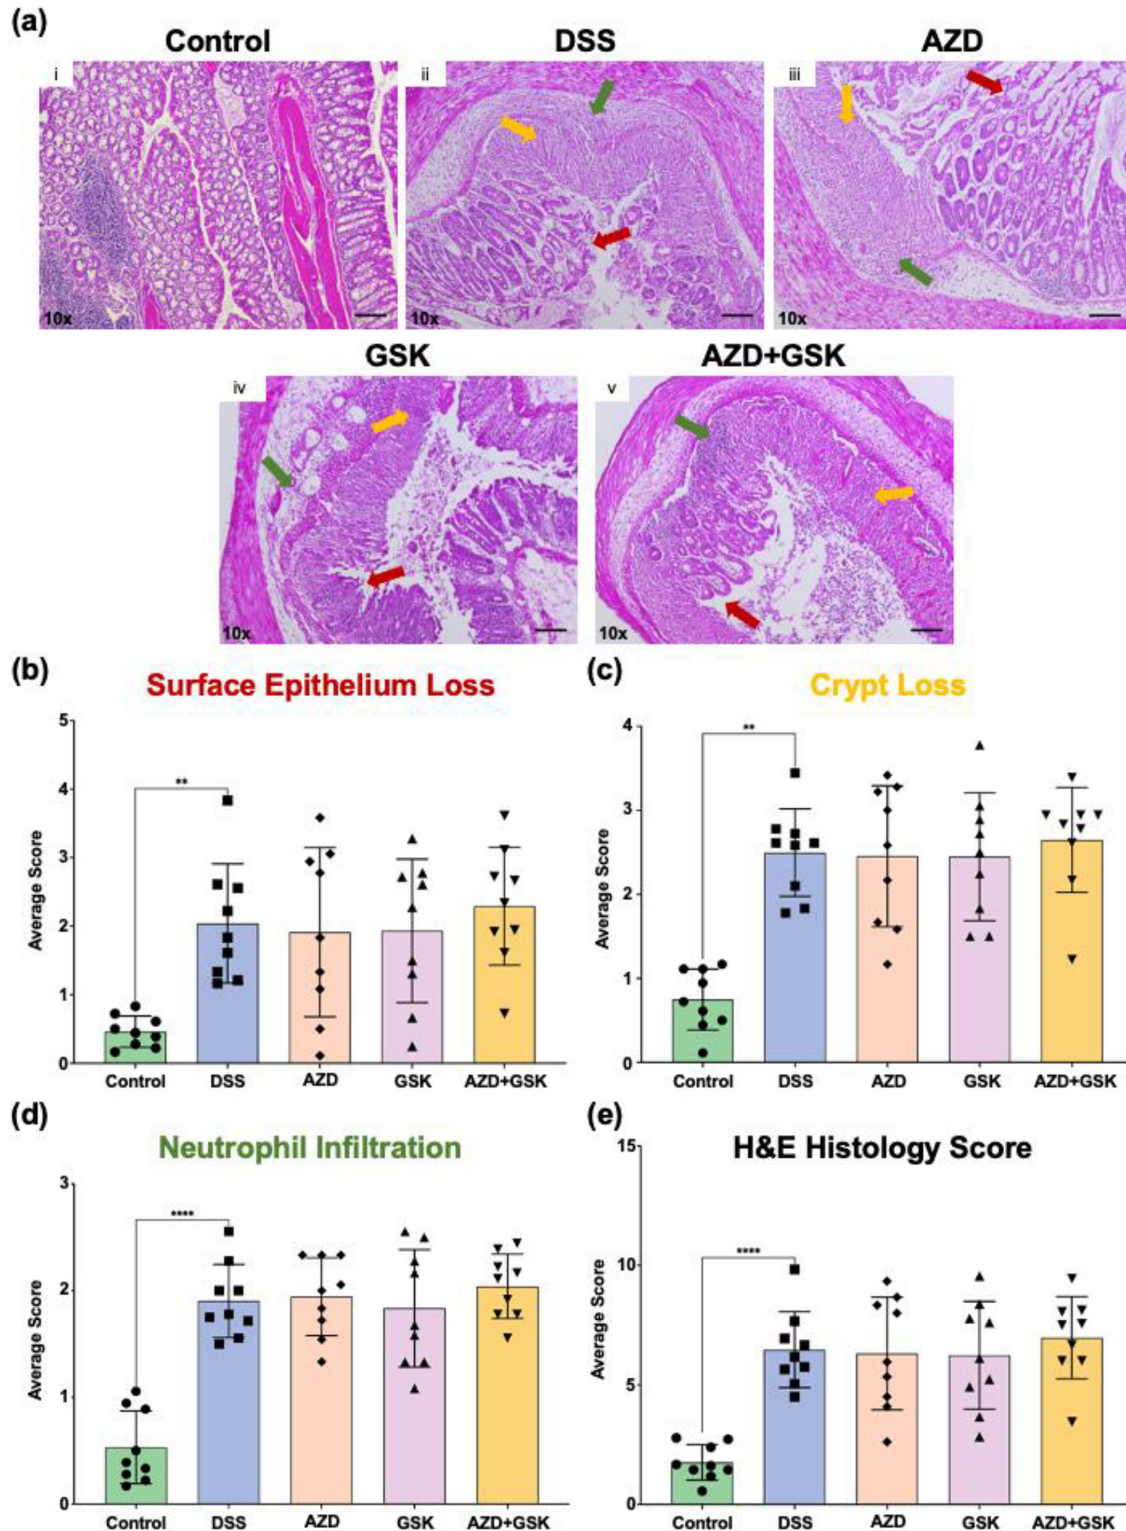 (a)
Control
DSS
AZD
i
ii
iii
10x
10x
10x
GSK
AZD+GSK
iv
v
10x
10x
(b)
Surface Epithelium Loss
5
4
3
2
1
0
Average Score
**
Control
DSS
AZD
GSK
AZD+GSK
(c)
Crypt Loss
4
3
2
1
0
Average Score
**
Control
DSS
AZD
GSK
AZD+GSK
(d)
Neutrophil Infiltration
3
2
1
0
Average Score
****
Control
DSS
AZD
GSK
AZD+GSK
(e)
H&E Histology Score
15
10
5
0
Average Score
****
Control
DSS
AZD
GSK
AZD+GSK